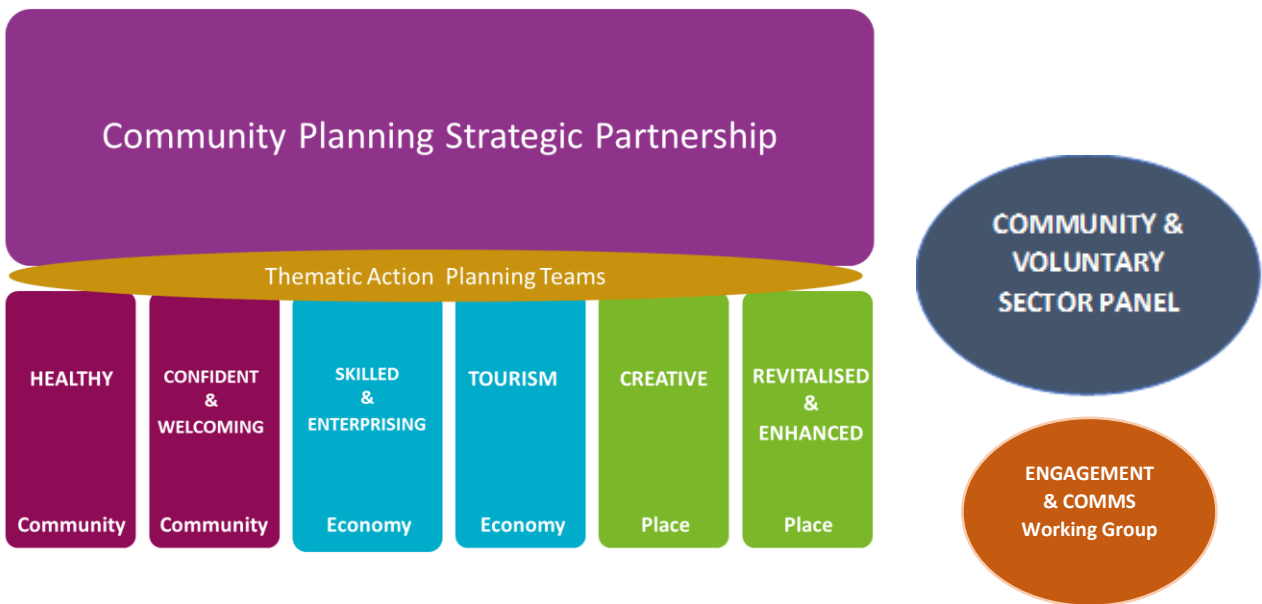 Community Planning Strategic Partnership
Thematic Action Planning Teams
HEALTHY
Community
CONFIDENT
&
WELCOMING
Community
SKILLED
&
ENTERPRISING
Economy
TOURISM
Economy
CREATIVE
Place
REVITALISED
&
ENHANCED
Place
COMMUNITY &
VOLUNTARY
SECTOR PANEL
ENGAGEMENT
& COMMS
Working Group